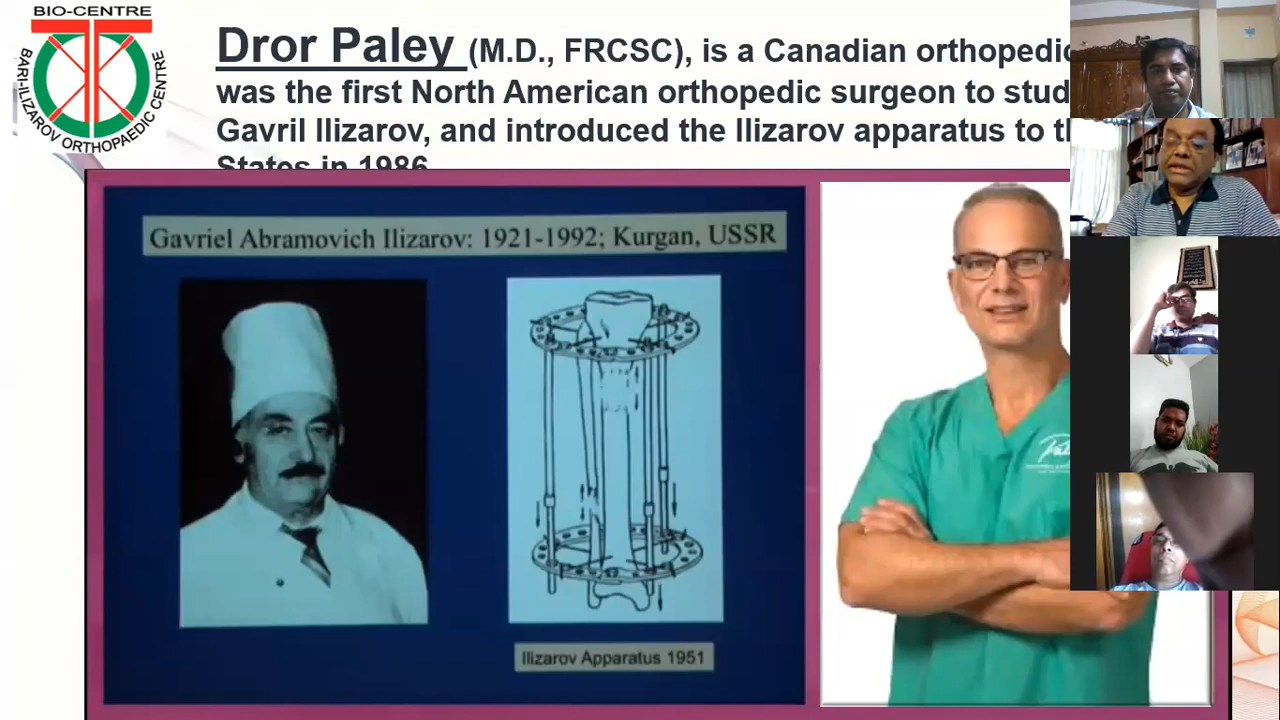 BIO-CENTRE
BARI-ILIZAROV ORTHOPAEDIC CENTRE
Dror Paley (M.D., FRCSC), is a Canadian orthopedic
was the first North American orthopedic surgeon to stud
Gavril Ilizarov, and introduced the Ilizarov apparatus to th
States in 1986
Gavriel Abramovich Ilizarov: 1921-1992; Kurgan, USSR
Ilizarov Apparatus 1951